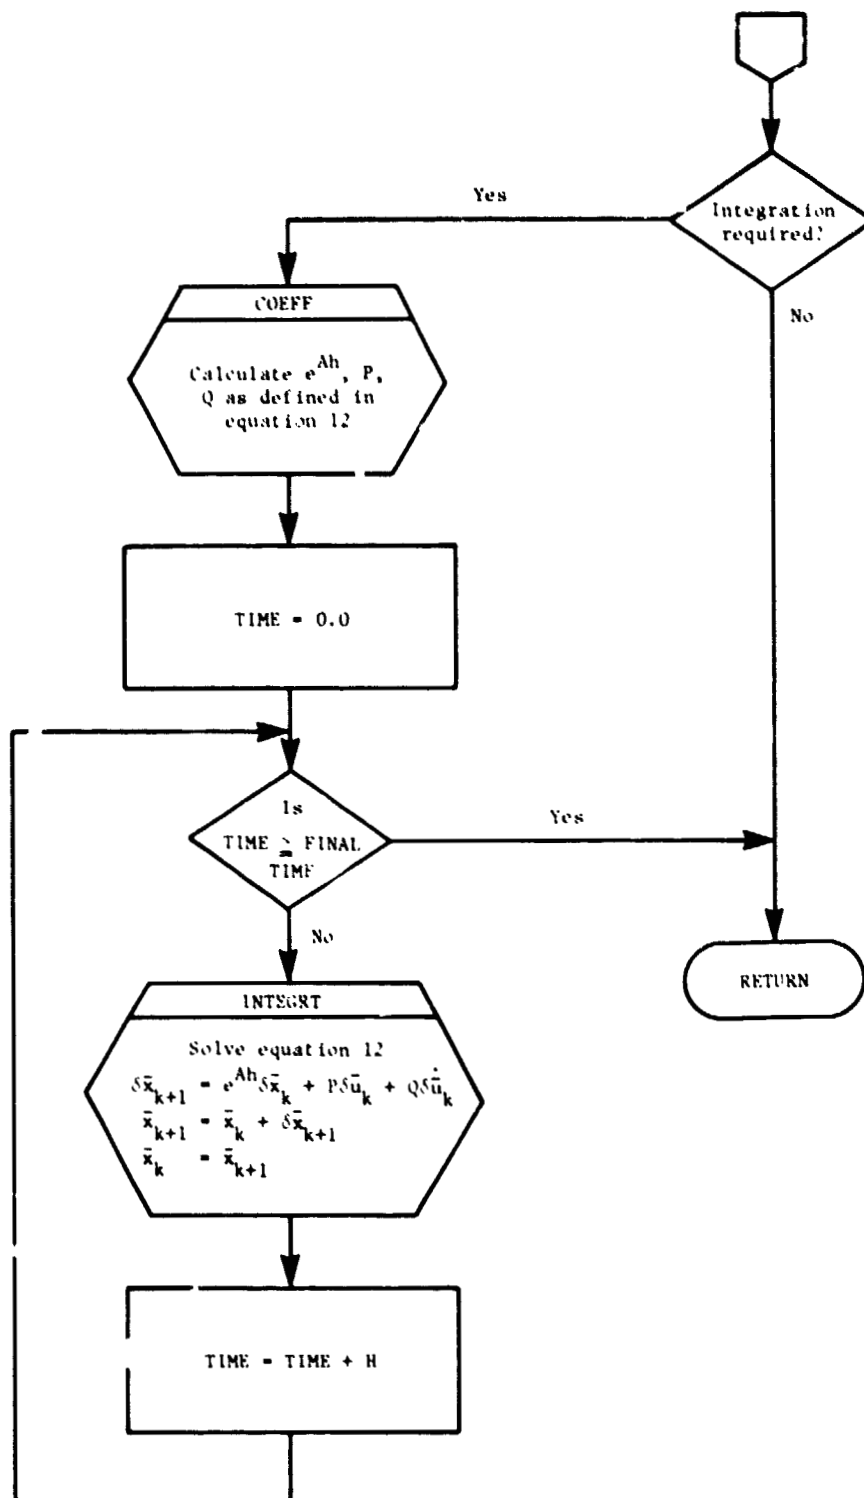 Integration
required?
Yes
No
COEFF
Calculate e^Ah, P,
Q as defined in
equation 12
TIME = 0.0
Is
TIME ≥ FINAL
TIME
Yes
No
RETURN
INTEGRT
Solve equation 12
δx̄_k+1 = e^Ah δx̄_k + Pδū_k + Qδū̇_k
x̄_k+1 = x̄_k + δx̄_k+1
x̄_k = x̄_k+1
TIME = TIME + H